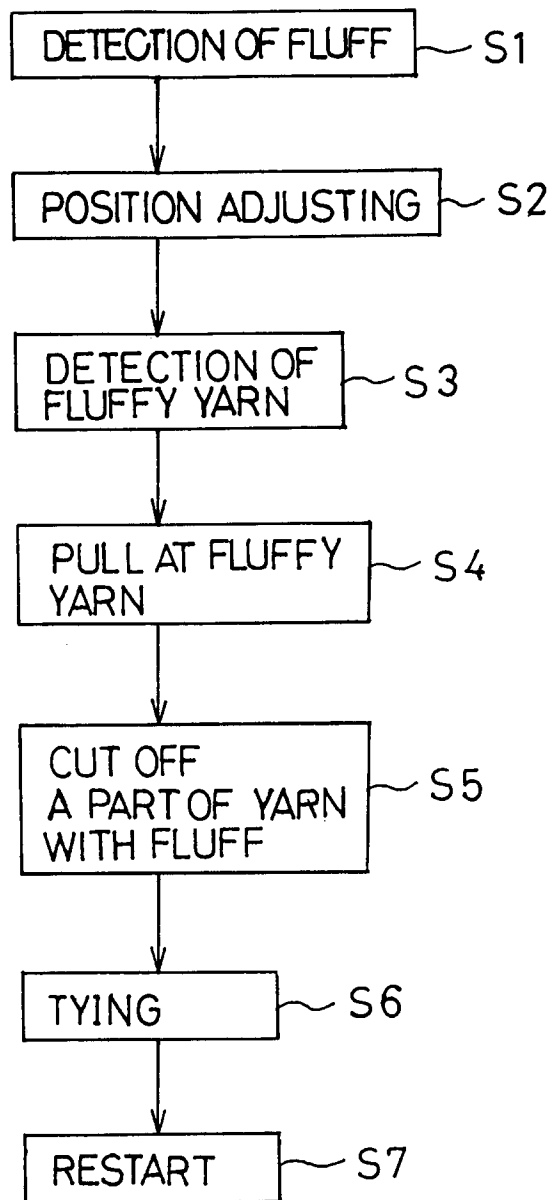 DETECTION OF FLUFF
S1
POSITION ADJUSTING
S2
DETECTION OF
FLUFFY YARN
S3
PULL AT FLUFFY
YARN
S4
CUT OFF
A PART OF YARN
WITH FLUFF
S5
TYING
S6
RESTART
S7